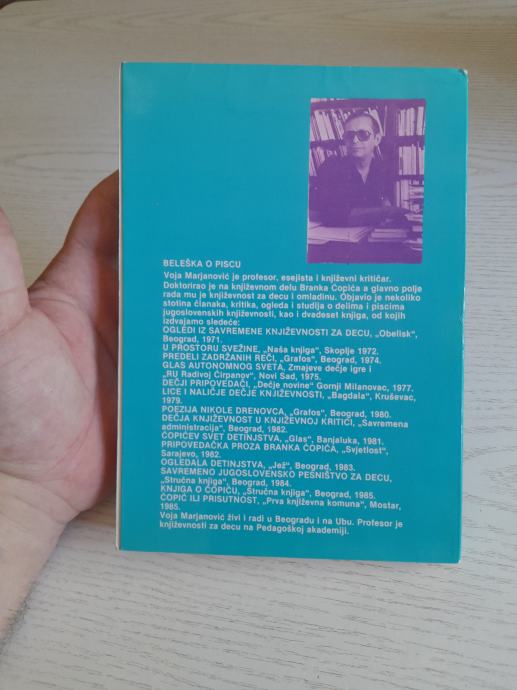 BELEŠKA O PISCU
Voja Marjanović je profesor, esejista i književni kritičar.
Doktorirao je na književnom delu Branka Ćopića a glavno polje
rada mu je književnost za decu i omladinu. Objavio je nekoliko
stotina članaka, kritika, ogleda i studija o delima i piscima
jugoslovenskih književnosti, kao i dvadeset knjiga, od kojih
izdvajamo sledeće:
OGLEDI IZ SAVREMENE KNJIŽEVNOSTI ZA DECU, „Obelisk“,
Beograd, 1971.
U PROSTORU SVEŽINE, „Naša knjiga“, Skoplje 1972.
PREDELI ZADRŽANIH REČI, „Grafos“, Beograd, 1974.
GLAS AUTONOMNOG SVETA, Zmajeve dečje igre i
„RU Radivoj Ćirpanov“, Novi Sad, 1975.
DEČJI PRIPOVEDAČI, „Dečje novine“ Gornji Milanovac, 1977.
LICE I NALIČJE DEČJE KNJIŽEVNOSTI, „Bagdala“, Kruševac,
1979.
POEZIJA NIKOLE DRENOVCA, „Grafos“, Beograd, 1980.
DEČJA KNJIŽEVNOST U KNJIŽEVNOJ KRITICI, „Savremena
administracija“, Beograd, 1982.
ĆOPIĆEV SVET DETINJSTVA, „Glas“, Banjaluka, 1981.
PRIPOVEDAČKA PROZA BRANKA ĆOPIĆA, „Svjetlost“,
Sarajevo, 1982.
OGLEDALA DETINJSTVA, „Jež“, Beograd, 1983.
SAVREMENO JUGOSLOVENSKO PESNIŠTVO ZA DECU,
„Stručna knjiga“, Beograd, 1984.
KNJIGA O ĆOPIĆU, „Stručna knjiga“, Beograd, 1985.
ĆOPIĆ ILI PRISUTNOST, „Prva književna komuna“, Mostar,
1985.
Voja Marjanović živi i radi u Beogradu i na Ubu. Profesor je
književnosti za decu na Pedagoškoj akademiji.